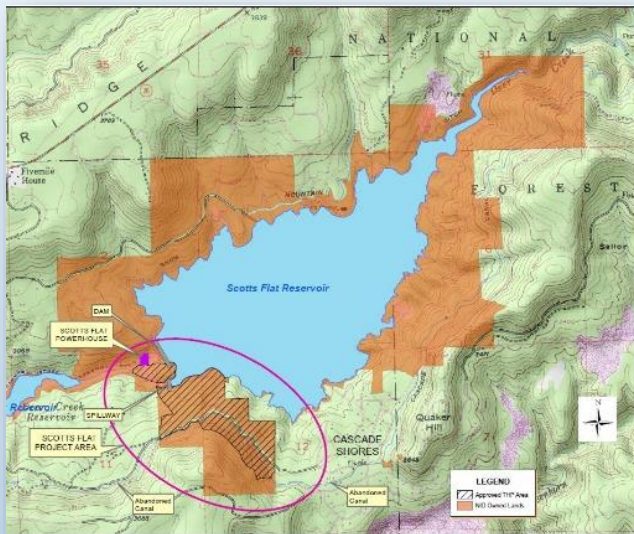 3638
36
NATIONAL
31
35
RIDGE
Fivemile
House
FOREST
Scotts Flat Reservoir
DAM
SCOTTS FLAT
POWERHOUSE
Reservoir
Creek
Reservoir
SPILLWAY
SCOTTS FLAT
PROJECT AREA
11
12
CASCADE
SHORES
Quaker
Hill
Abandoned
Canal
Abandoned
Canal
N
LEGEND
Approved THP Area
NID Owned Lands